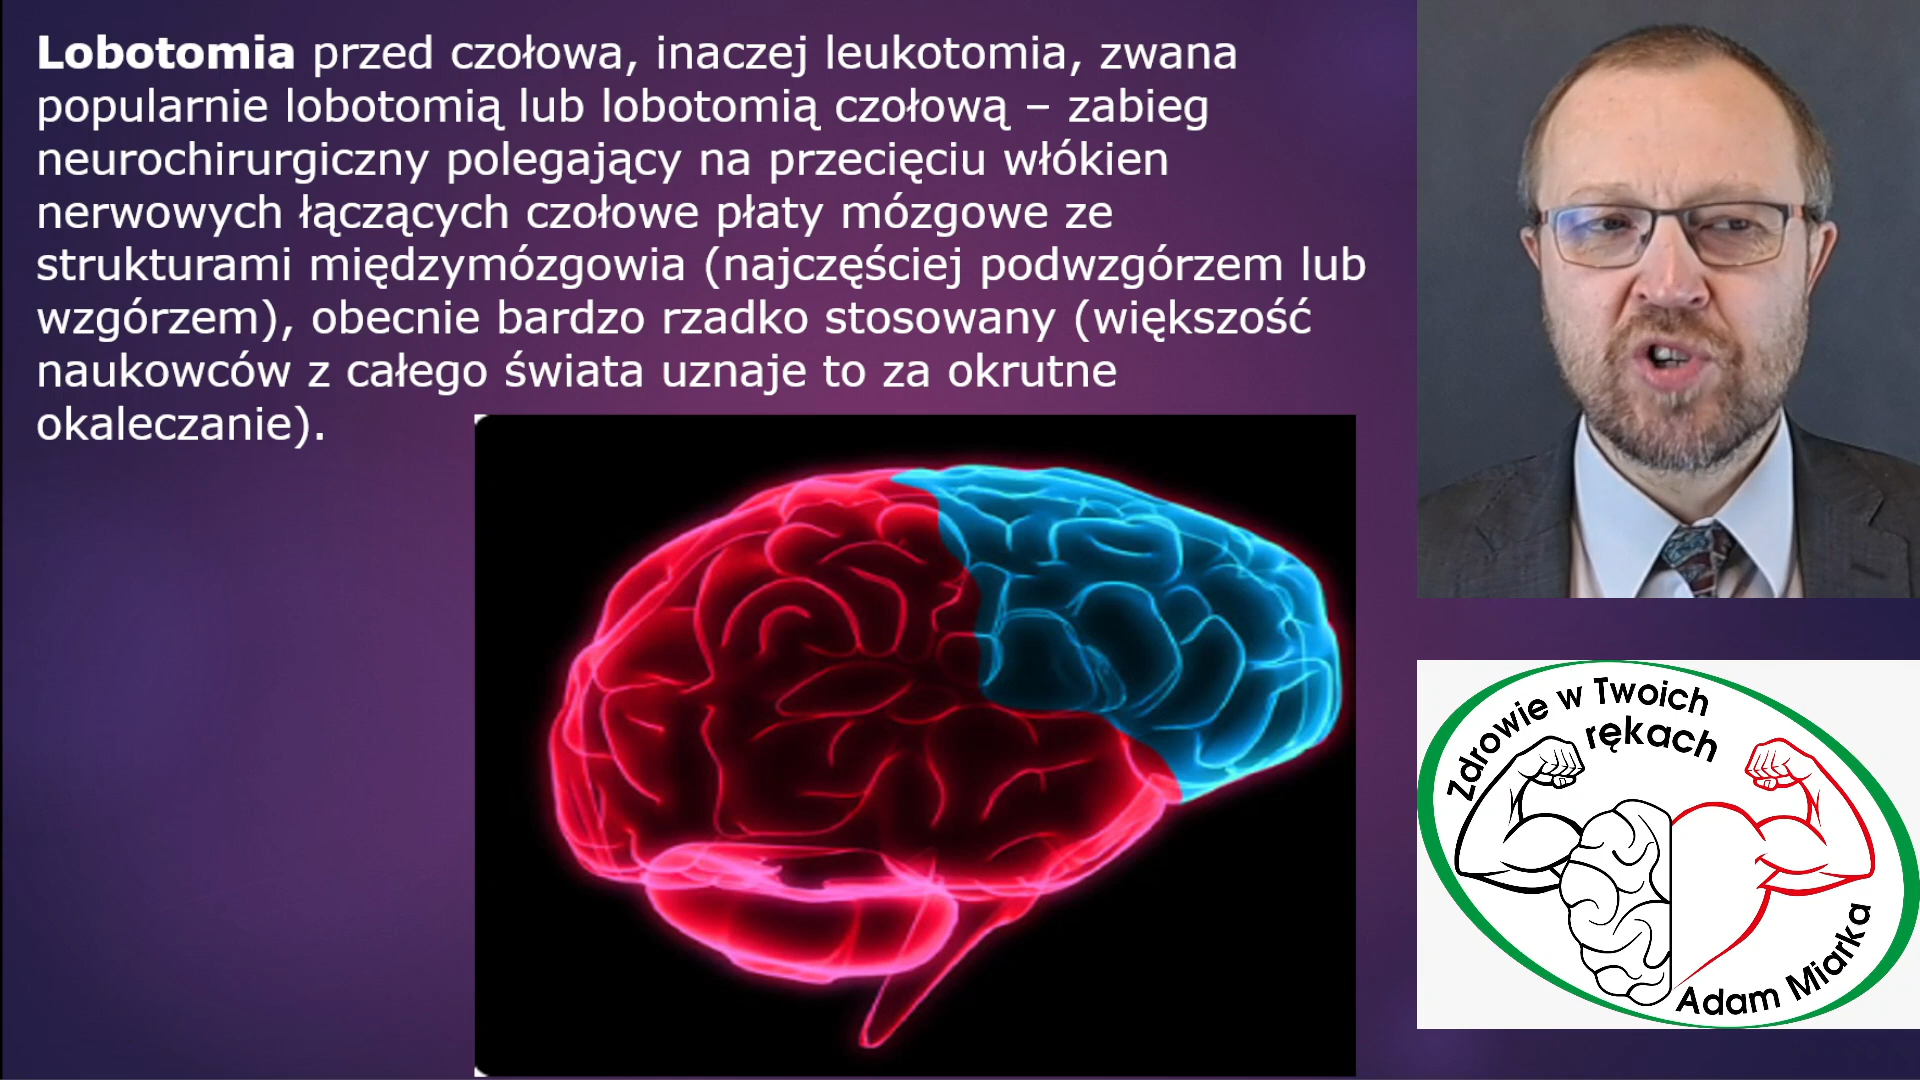 Lobotomia przed czołowa, inaczej leukotomia, zwana
popularnie lobotomią lub lobotomią czołową – zabieg
neurochirurgiczny polegający na przecięciu włókien
nerwowych łączących czołowe płaty mózgowe ze
strukturami międzymózgowia (najczęściej podwzgórzem lub
wzgórzem), obecnie bardzo rzadko stosowany (większość
naukowców z całego świata uznaje to za okrutne
okaleczanie).
Zdrowie w Twoich
rękach
Adam Miarka